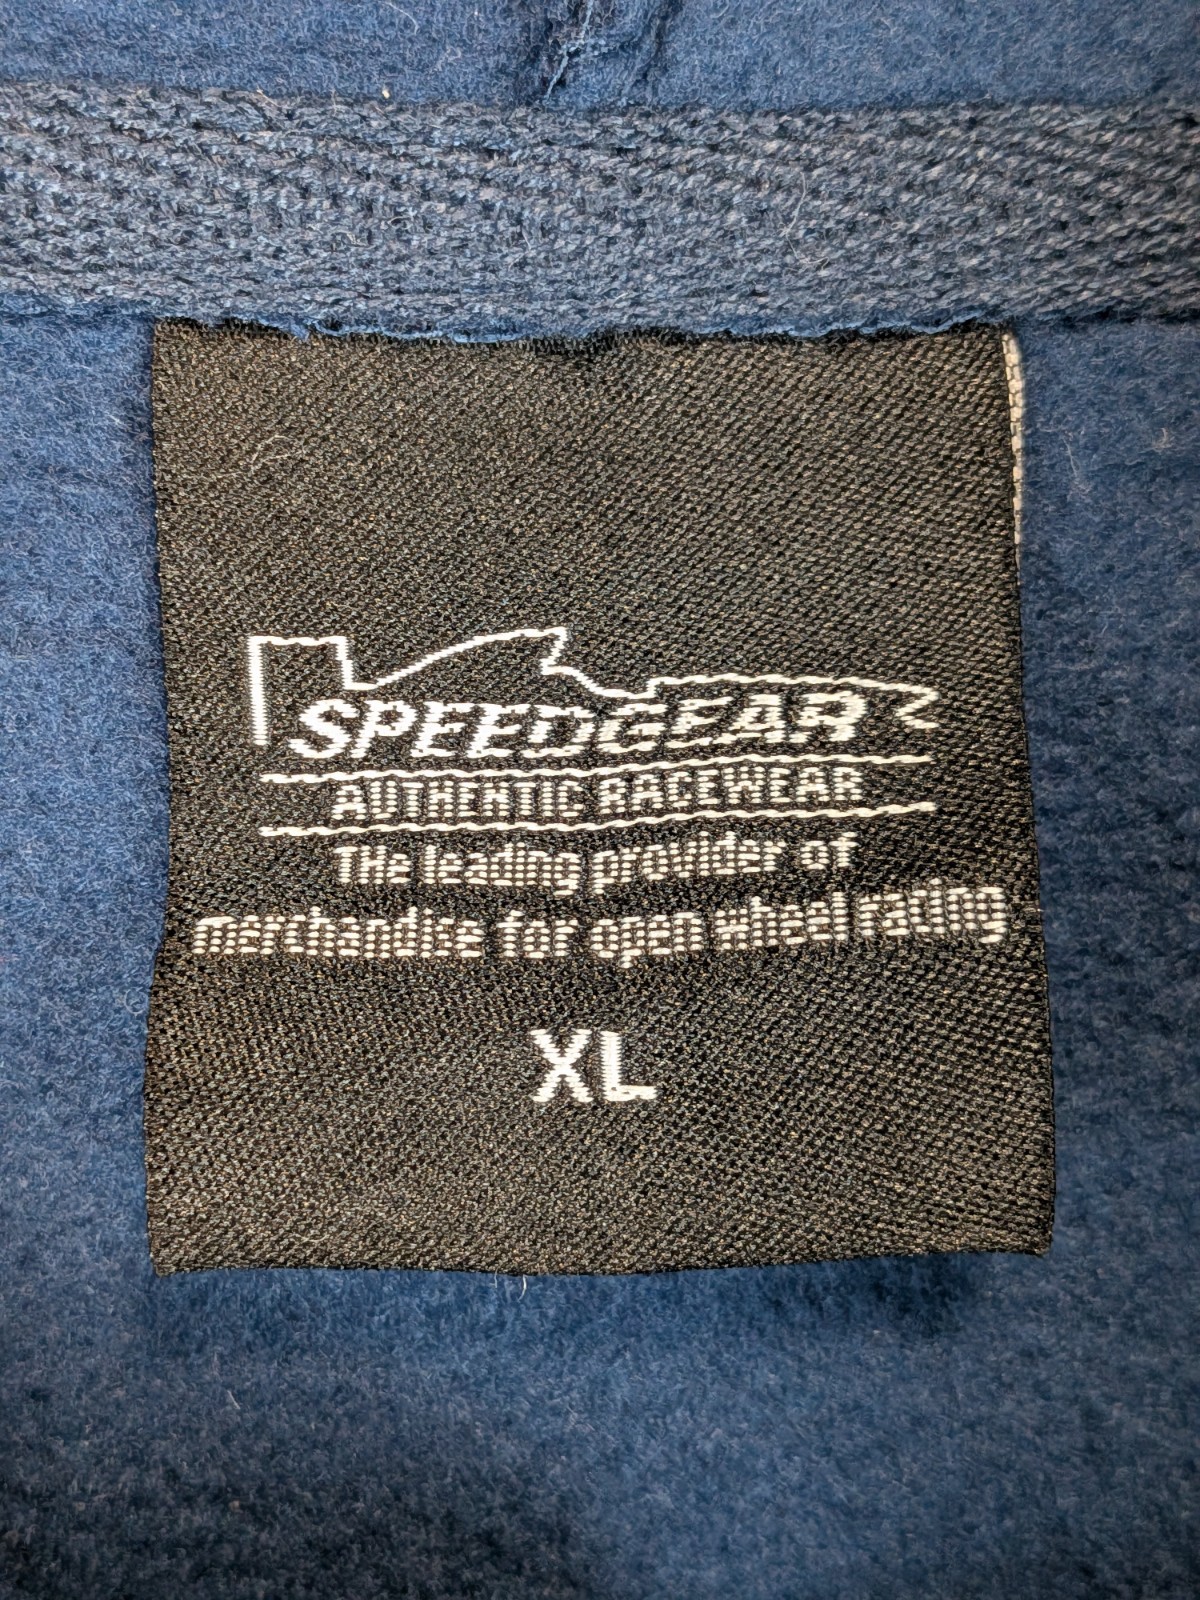 SPEEDGEAR
AUTHENTIC RACEWEAR
The leading provider of
merchandise for open wheel racing
XL